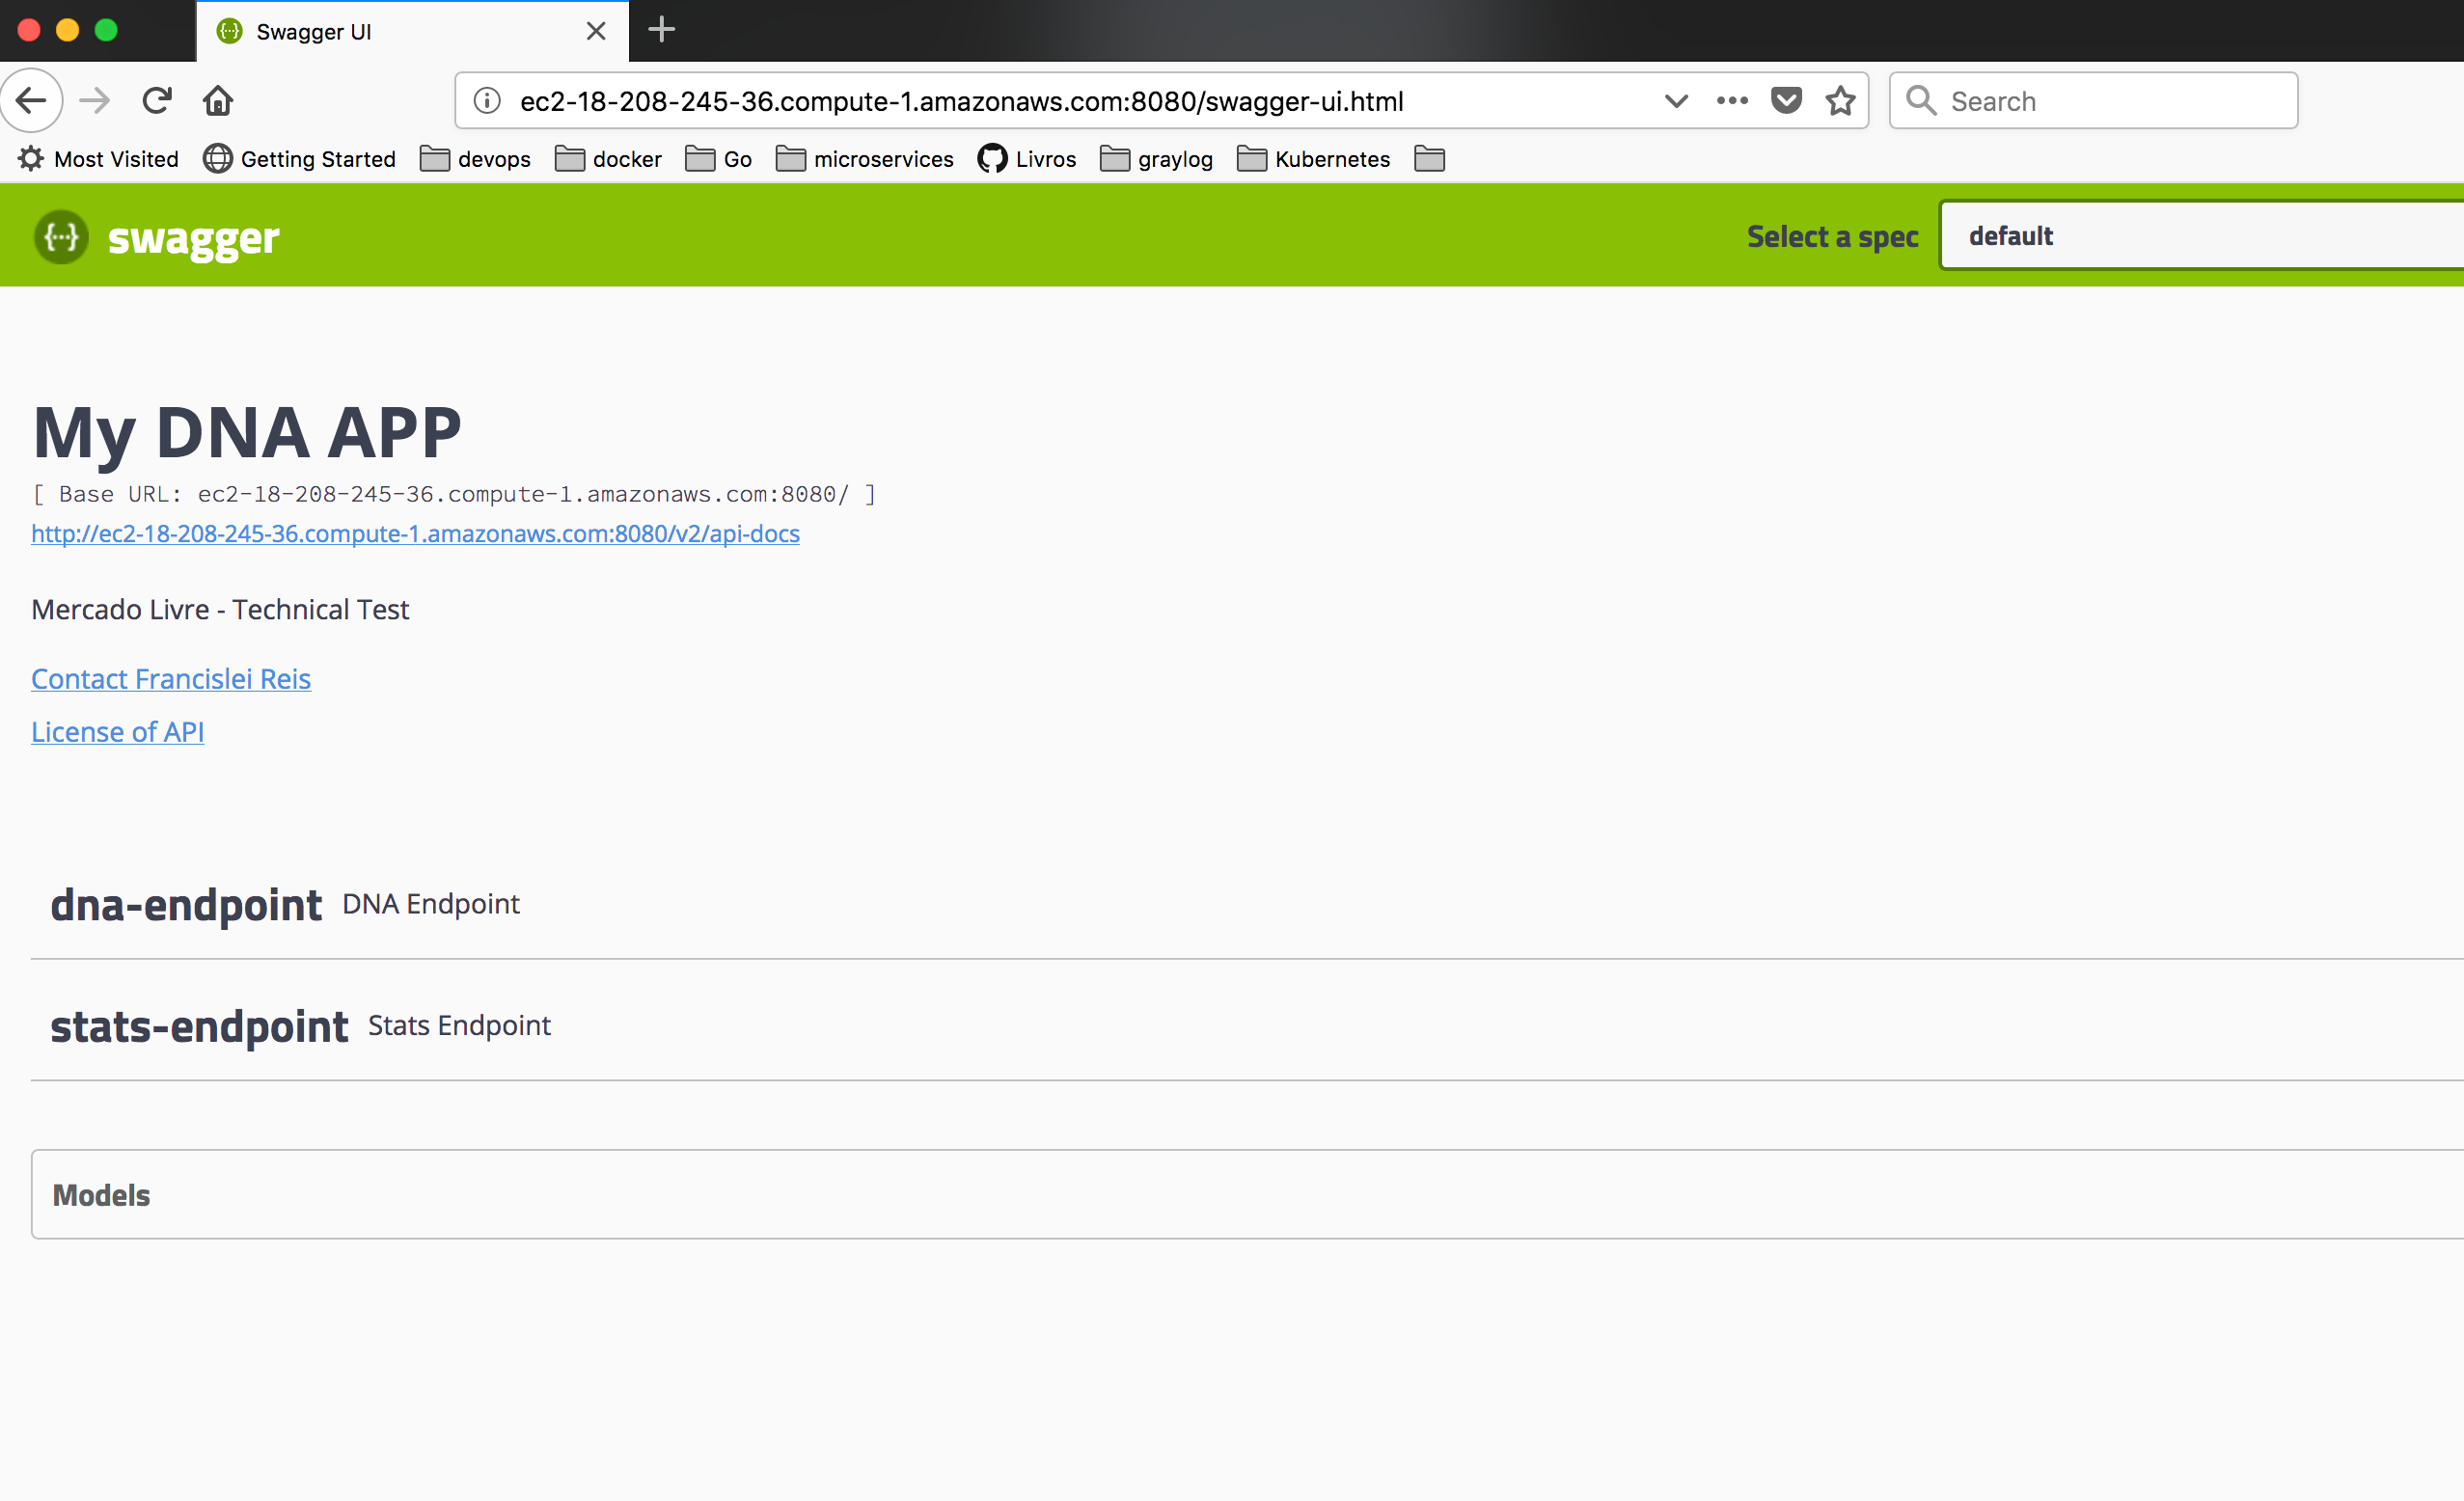 Swagger UI
ec2-18-208-245-36.compute-1.amazonaws.com:8080/swagger-ui.html
Search
Most Visited Getting Started devops docker Go microservices Livros graylog Kubernetes
swagger
Select a spec default
My DNA APP
[ Base URL: ec2-18-208-245-36.compute-1.amazonaws.com:8080/ ]
http://ec2-18-208-245-36.compute-1.amazonaws.com:8080/v2/api-docs
Mercado Livre - Technical Test
Contact Francislei Reis
License of API
dna-endpoint DNA Endpoint
stats-endpoint Stats Endpoint
Models